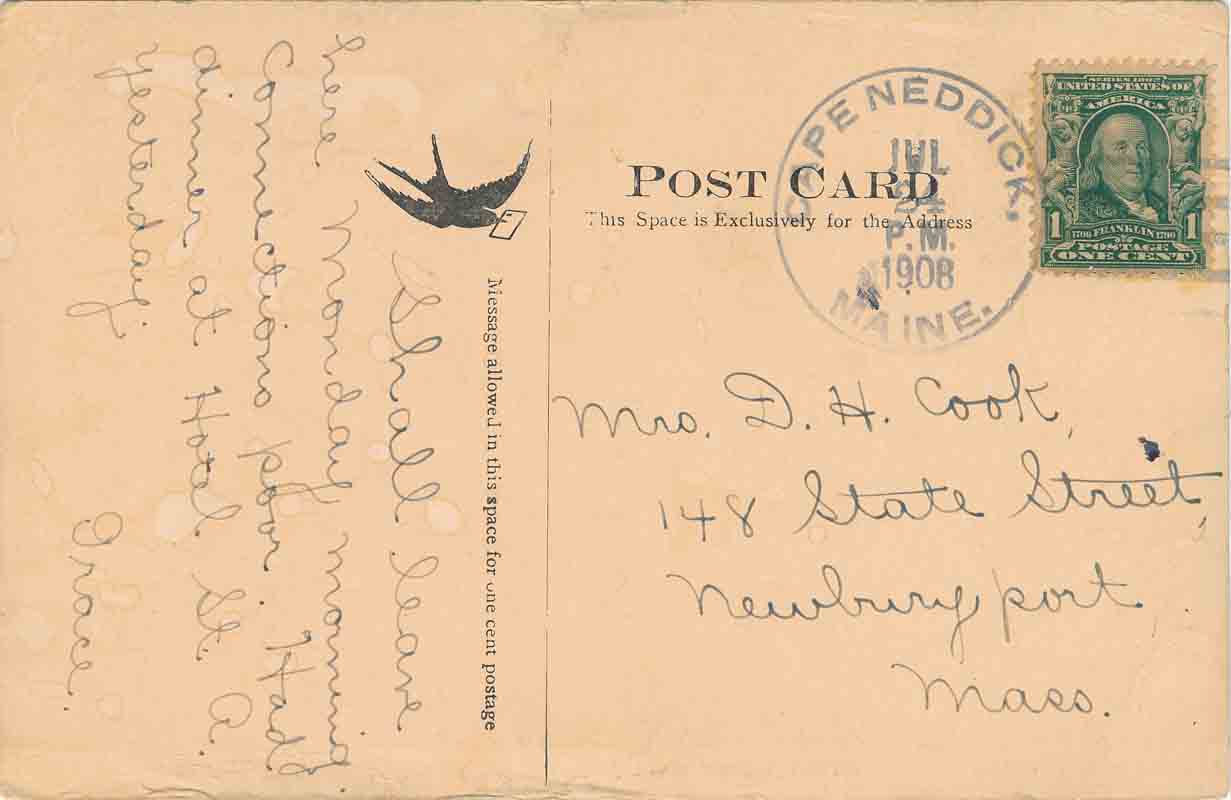 Shall leave
here Monday morning
Connections poor. Had
dinner at Hotel St. A.
yesterday.
Grace.
Message allowed in this space for one cent postage
POST CARD
This Space is Exclusively for the Address
CAPE NEDDICK,
JUL
24
P.M.
1908
MAINE.
SERIES 1902
UNITED STATES OF
AMERICA
1 1
1706 FRANKLIN 1790
POSTAGE
ONE CENT
Mrs. D. H. Cook,
148 State Street,
Newburyport
Mass.